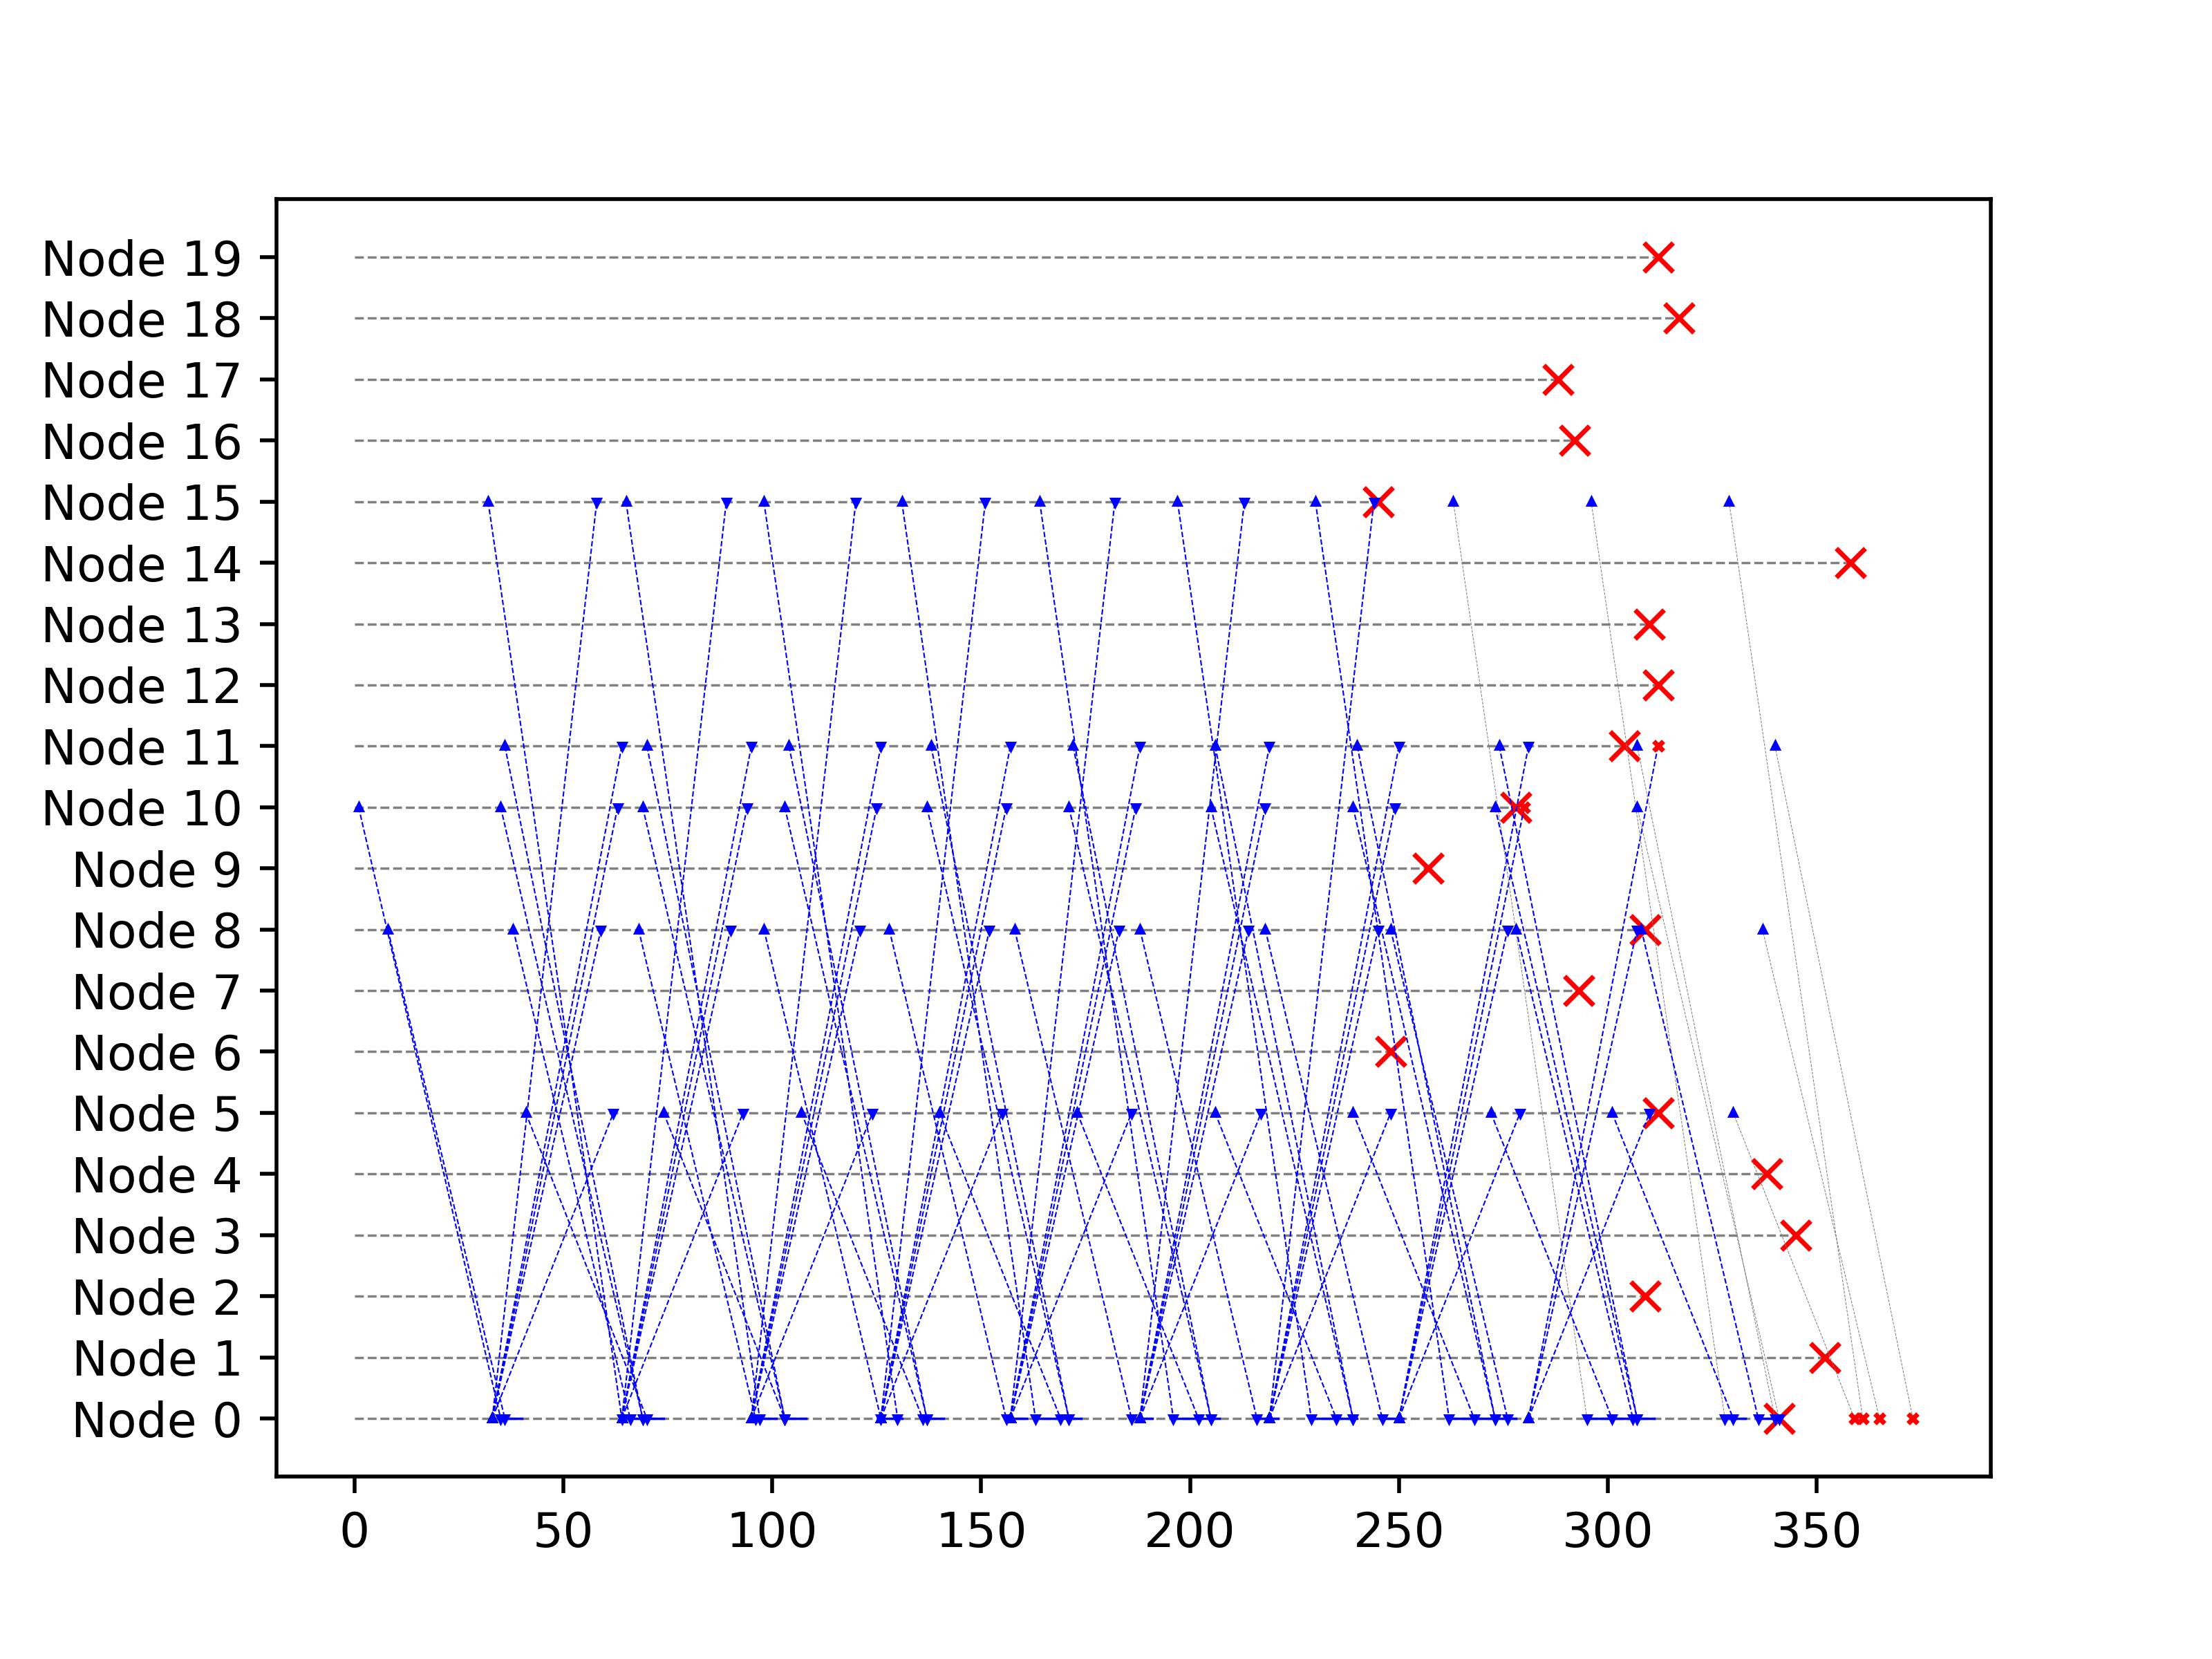 Node 19
Node 18
Node 17
Node 16
Node 15
Node 14
Node 13
Node 12
Node 11
Node 10
Node 9
Node 8
Node 7
Node 6
Node 5
Node 4
Node 3
Node 2
Node 1
Node 0
0 50 100 150 200 250 300 350